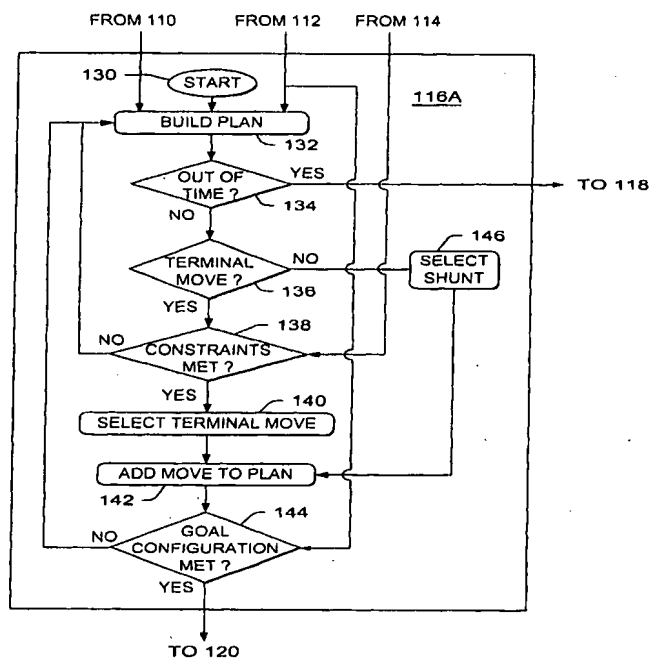 FROM 110
FROM 112
FROM 114
130
START
116A
BUILD PLAN
132
OUT OF
TIME ?
YES
134
TO 118
NO
TERMINAL
MOVE ?
NO
136
146
SELECT
SHUNT
YES
138
NO
CONSTRAINTS
MET ?
YES
140
SELECT TERMINAL MOVE
ADD MOVE TO PLAN
142
144
NO
GOAL
CONFIGURATION
MET ?
YES
TO 120